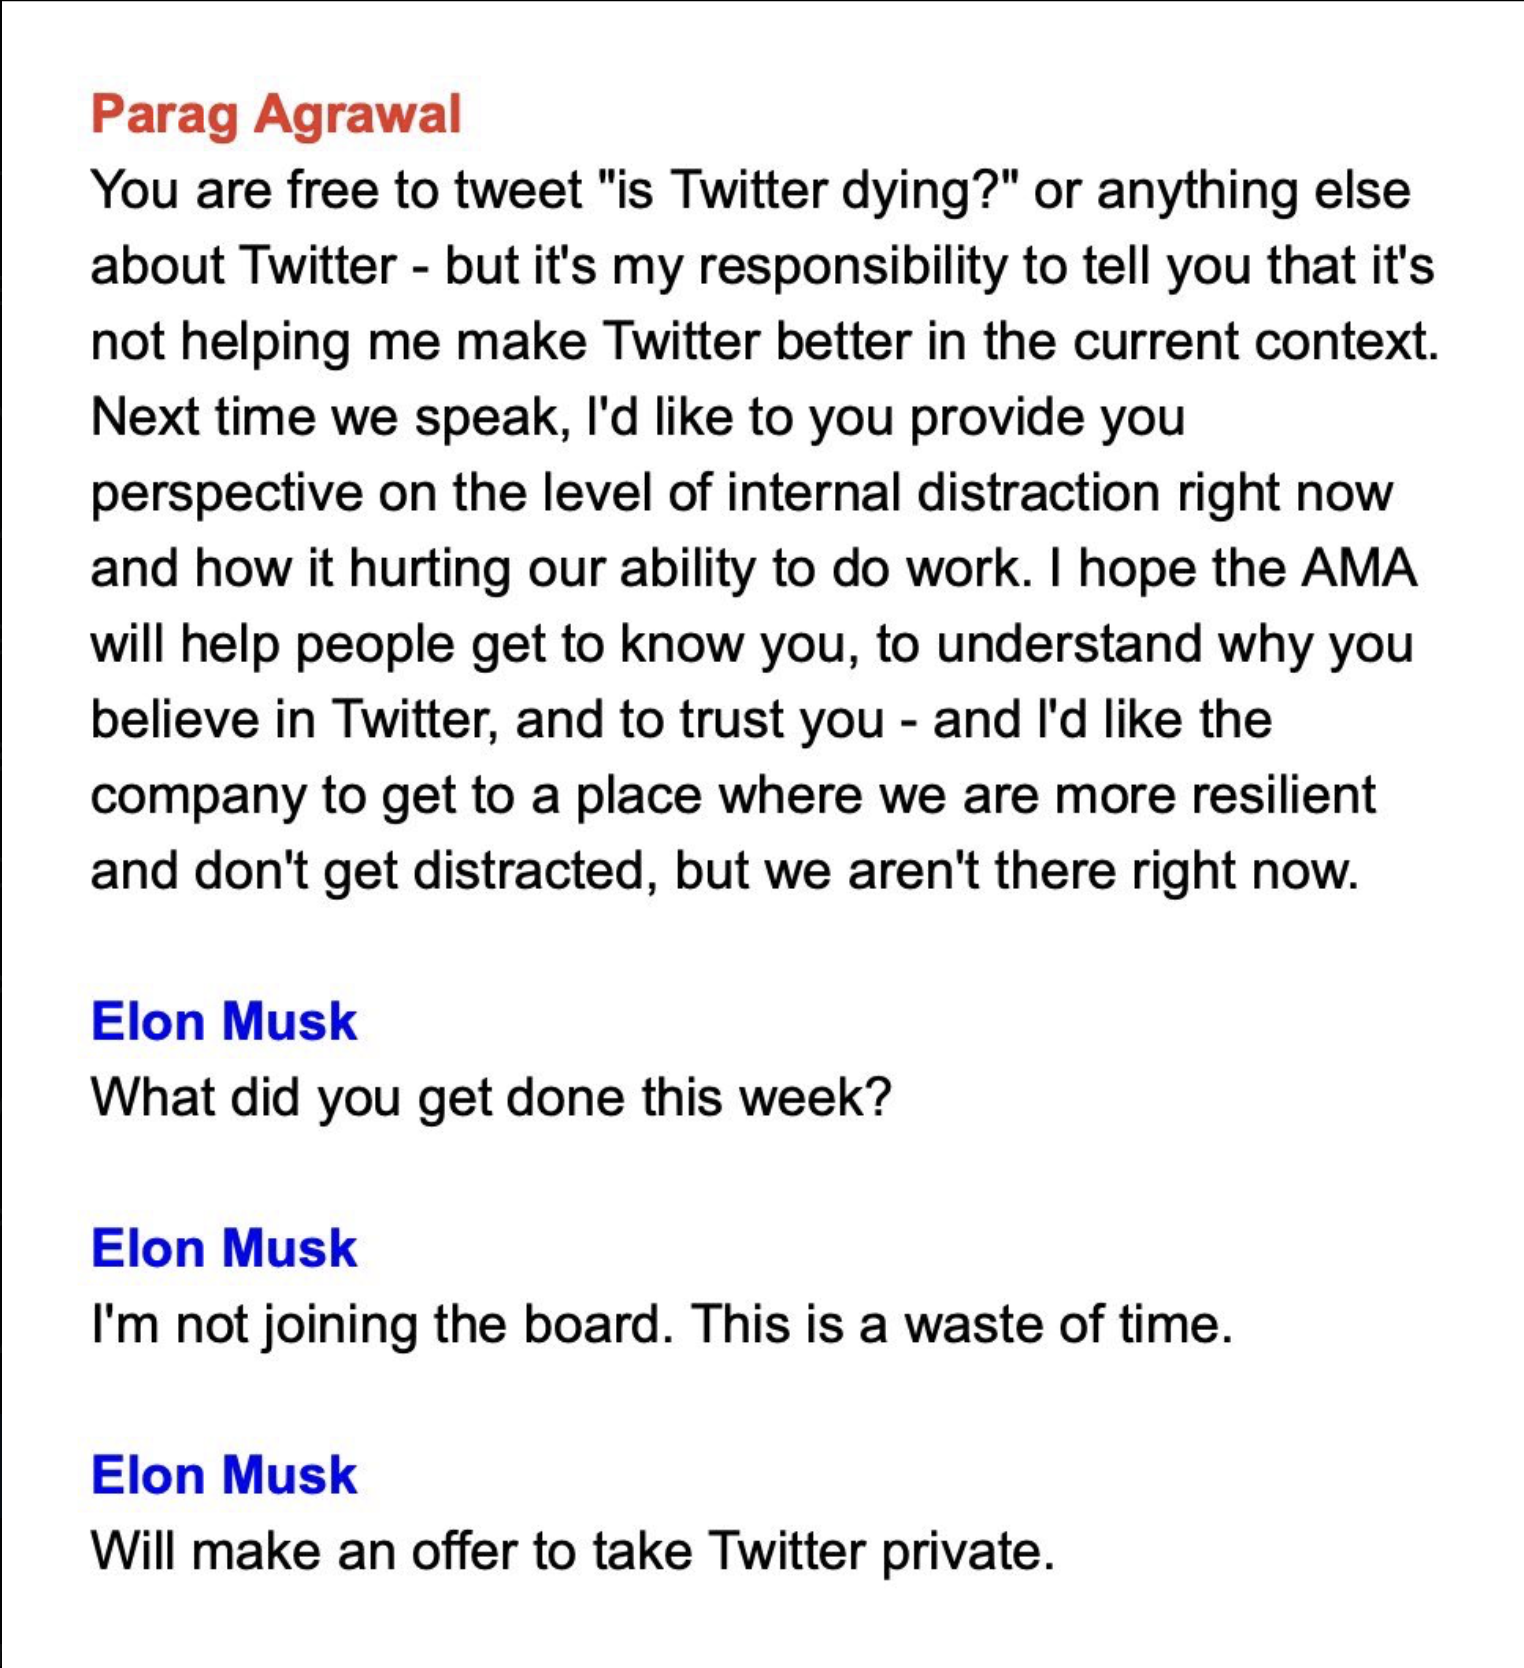 Parag Agrawal
You are free to tweet "is Twitter dying?" or anything else
about Twitter - but it's my responsibility to tell you that it's
not helping me make Twitter better in the current context.
Next time we speak, I'd like to you provide you
perspective on the level of internal distraction right now
and how it hurting our ability to do work. I hope the AMA
will help people get to know you, to understand why you
believe in Twitter, and to trust you - and I'd like the
company to get to a place where we are more resilient
and don't get distracted, but we aren't there right now.
Elon Musk
What did you get done this week?
Elon Musk
I'm not joining the board. This is a waste of time.
Elon Musk
Will make an offer to take Twitter private.